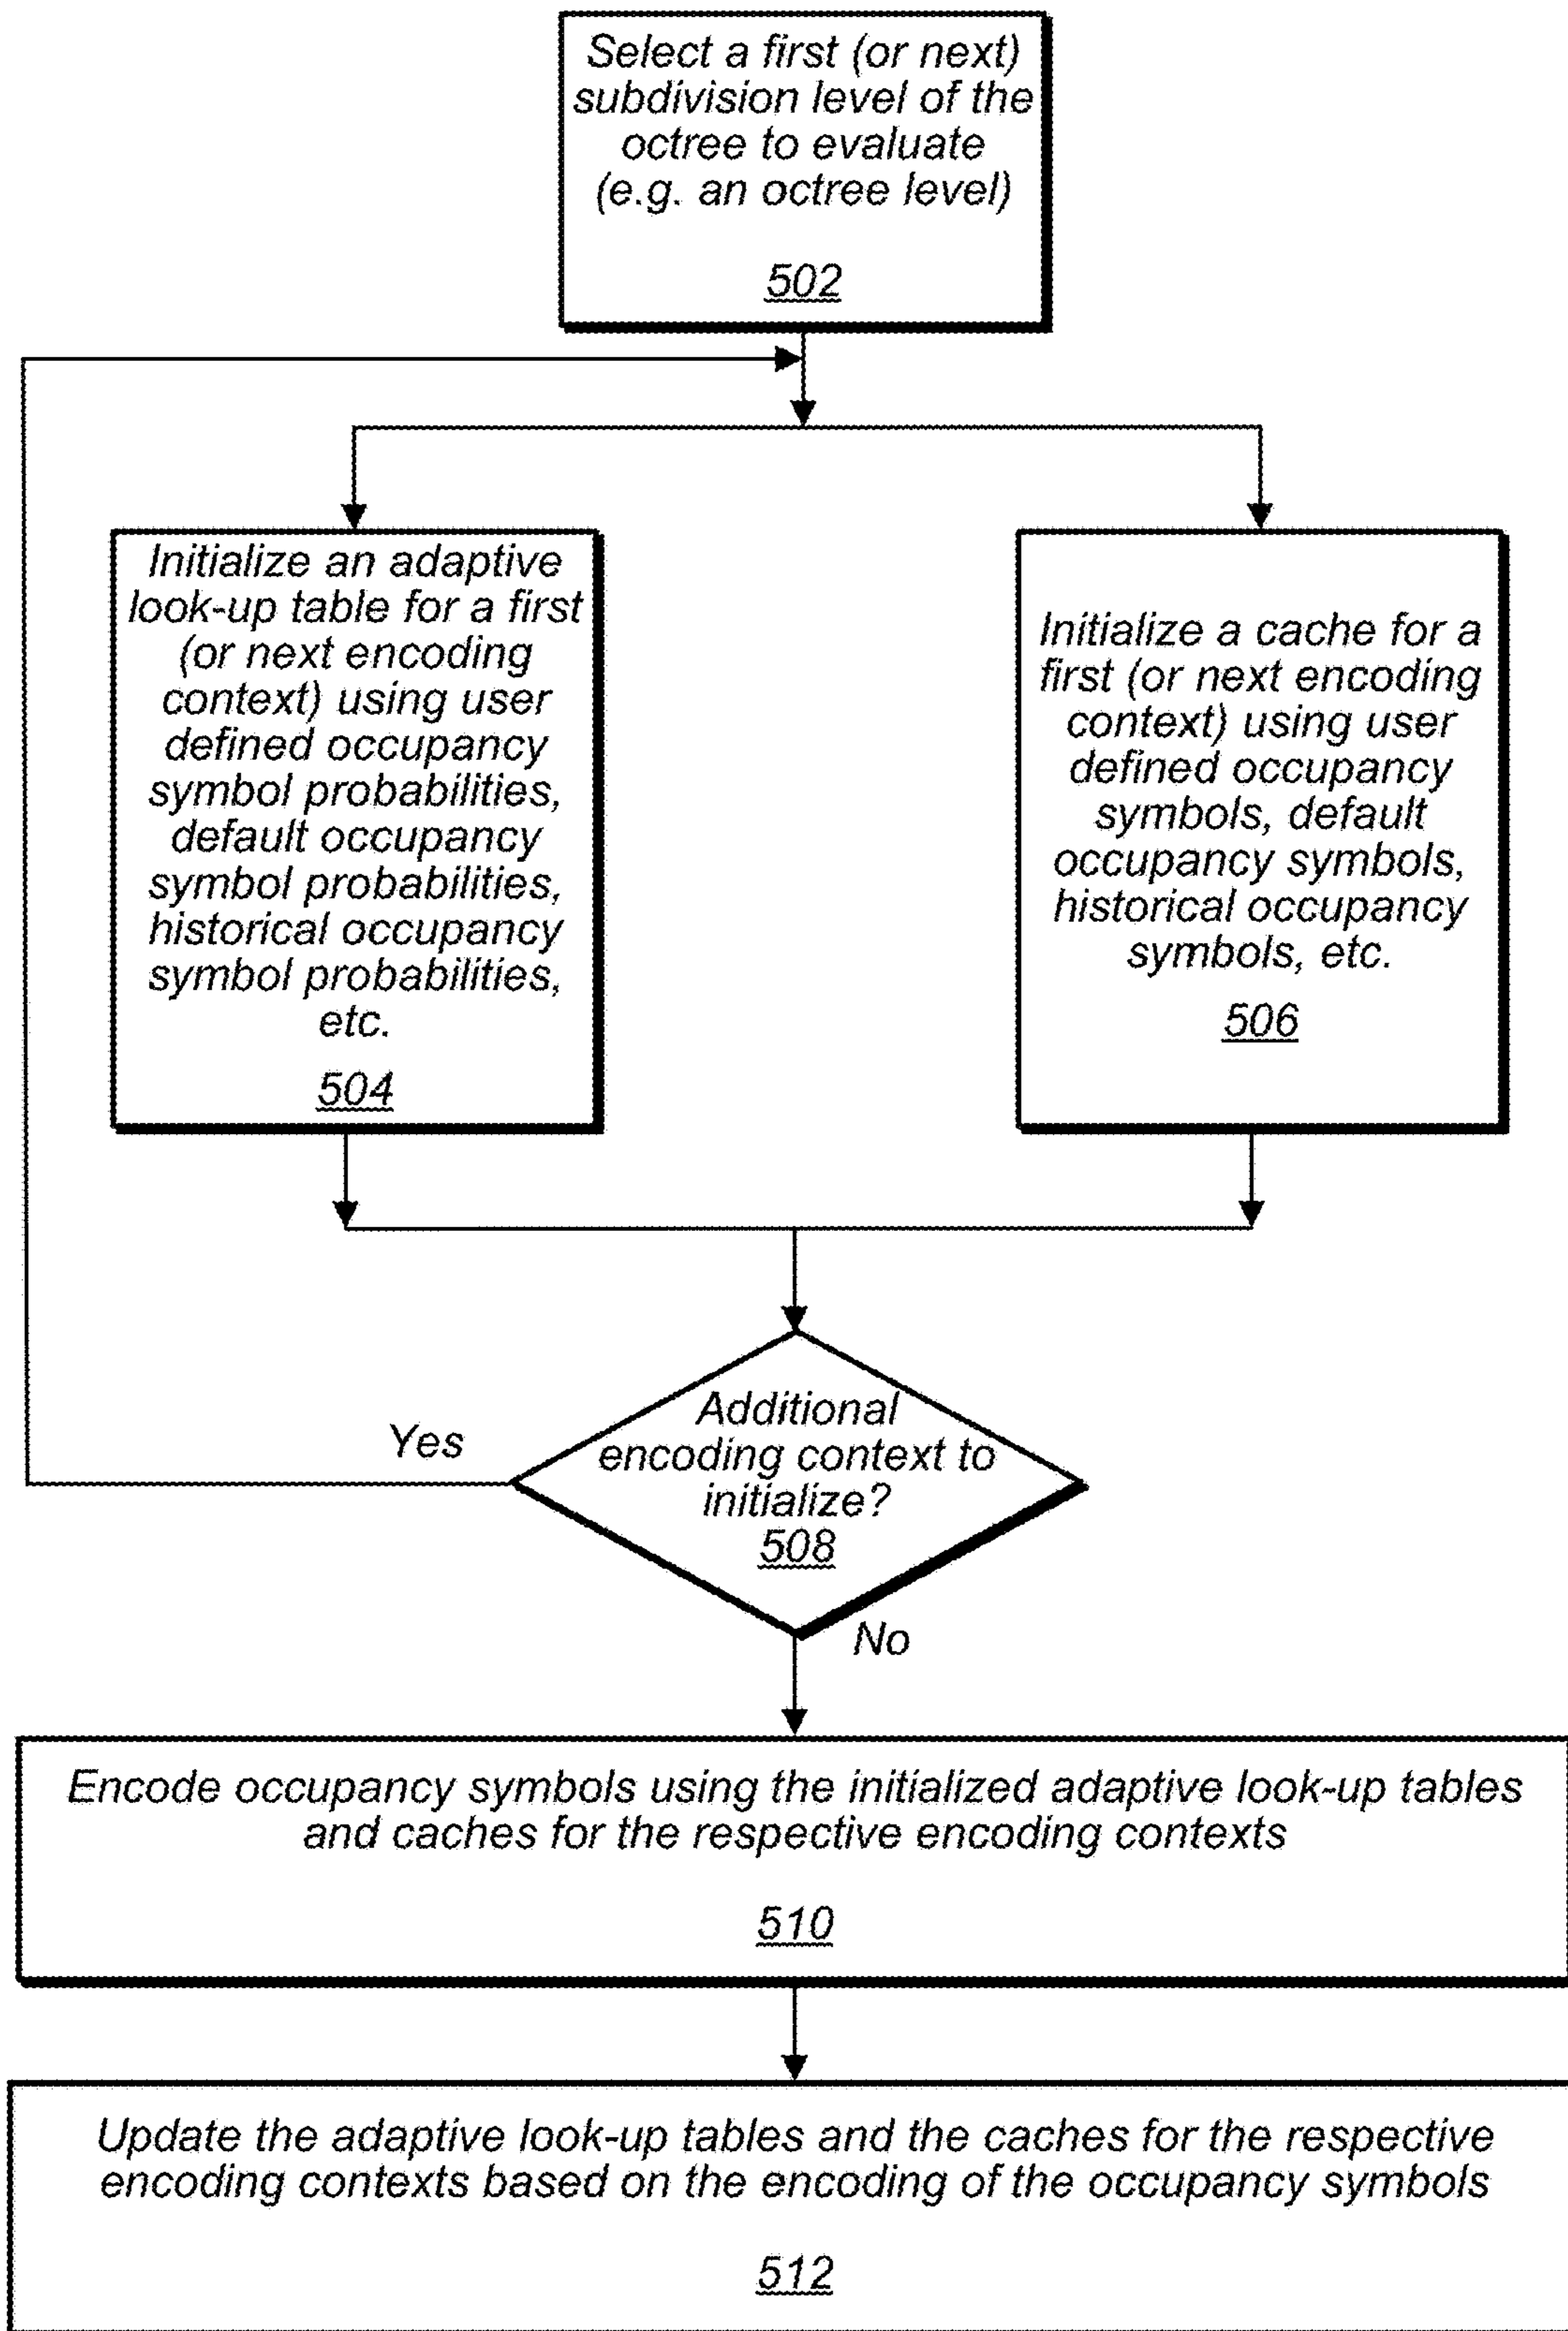 Select a first (or next)
subdivision level of the
octree to evaluate
(e.g. an octree level)
502
Initialize an adaptive
look-up table for a first
(or next encoding
context) using user
defined occupancy
symbol probabilities,
default occupancy
symbol probabilities,
historical occupancy
symbol probabilities,
etc.
504
Initialize a cache for a
first (or next encoding
context) using user
defined occupancy
symbols, default
occupancy symbols,
historical occupancy
symbols, etc.
506
Yes
Additional
encoding context to
initialize?
508
No
Encode occupancy symbols using the initialized adaptive look-up tables
and caches for the respective encoding contexts
510
Update the adaptive look-up tables and the caches for the respective
encoding contexts based on the encoding of the occupancy symbols
512